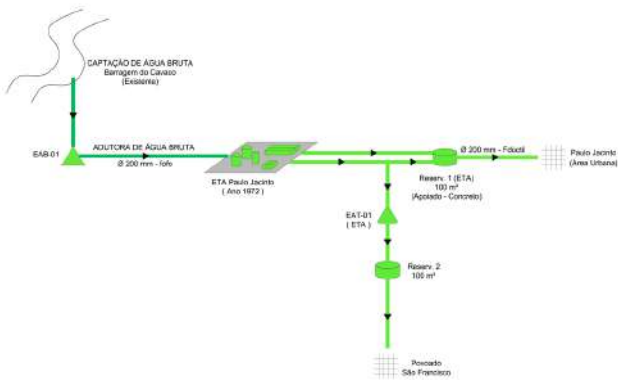 CAPTAÇÃO DE ÁGUA BRUTA
Barragem do Cavaco
(Existente)
EAB-01
ADUTORA DE ÁGUA BRUTA
Ø 200 mm - fofo
ETA Paulo Jacinto
( Ano 1972 )
Ø 200 mm - Fductil
Reserv. 1 (ETA)
100 m³
(Apoiado - Concreto)
Paulo Jacinto
(Área Urbana)
EAT-01
( ETA )
Reserv. 2
100 m³
Povoado
São Francisco